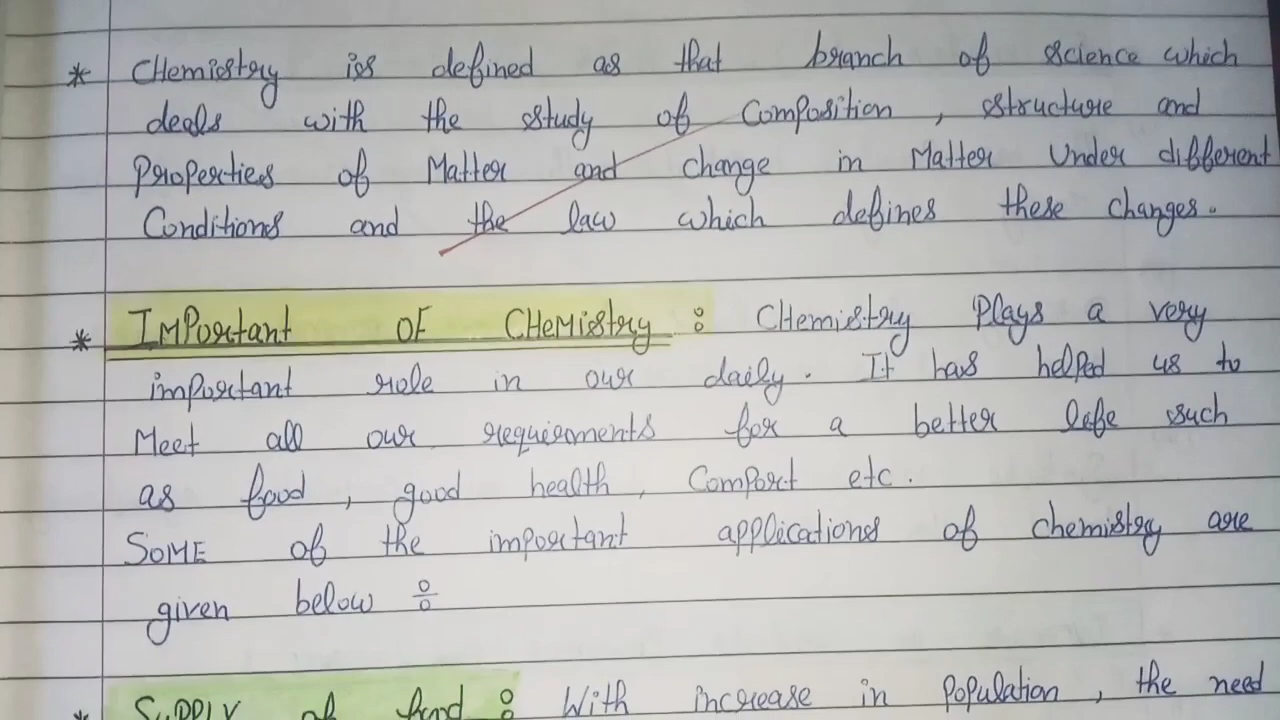 * CHemistry is defined as that branch of science which
deals with the study of Composition , structure and
Properties of Matter and change in Matter Under different
Conditions and the law which defines these changes.
* IMPortant OF CHemistry : CHemistry Plays a very
important role in our daily. It has helped us to
Meet all our requirements for a better life such
as food , good health , Comfort etc .
SOME of the important applications of chemistry are
given below :
* SUPPLY of food : With increase in Population , the need